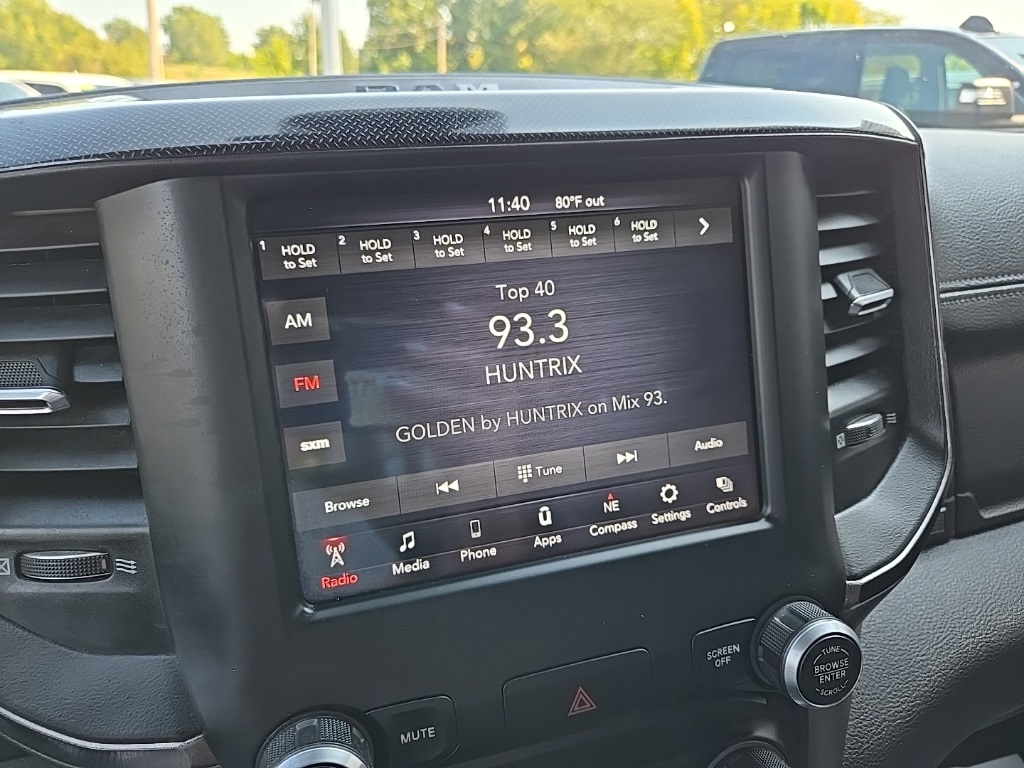 RAM
11:40 80°F out
1 HOLD to Set 2 HOLD to Set 3 HOLD to Set 4 HOLD to Set 5 HOLD to Set 6 HOLD to Set
Top 40
AM
93.3
HUNTRIX
FM
GOLDEN by HUNTRIX on Mix 93.
sxm
Browse Tune Audio
NE
Radio Media Phone Apps Compass Settings Controls
SCREEN
OFF
TUNE
BROWSE
ENTER
SCROLL
MUTE